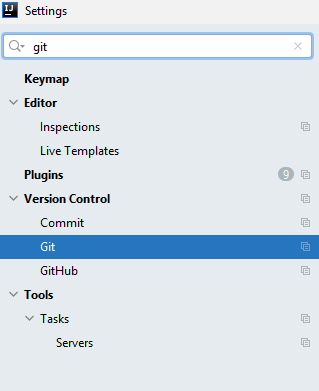 IJ Settings
git
Keymap
Editor
Inspections
Live Templates
Plugins 9
Version Control
Commit
Git
GitHub
Tools
Tasks
Servers